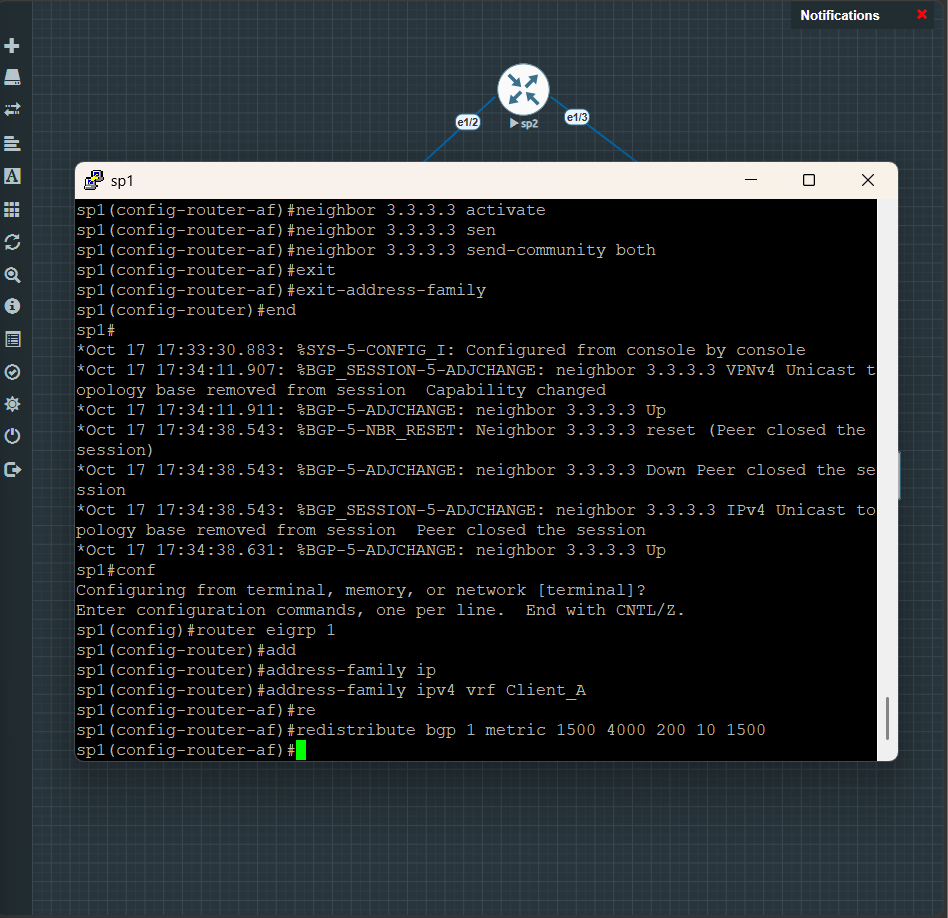 Notifications
e1/2
e1/3
sp2
sp1
sp1(config-router-af)#neighbor 3.3.3.3 activate
sp1(config-router-af)#neighbor 3.3.3.3 sen
sp1(config-router-af)#neighbor 3.3.3.3 send-community both
sp1(config-router-af)#exit
sp1(config-router-af)#exit-address-family
sp1(config-router)#end
sp1#
*Oct 17 17:33:30.883: %SYS-5-CONFIG_I: Configured from console by console
*Oct 17 17:34:11.907: %BGP_SESSION-5-ADJCHANGE: neighbor 3.3.3.3 VPNv4 Unicast t
opology base removed from session  Capability changed
*Oct 17 17:34:11.911: %BGP-5-ADJCHANGE: neighbor 3.3.3.3 Up
*Oct 17 17:34:38.543: %BGP-5-NBR_RESET: Neighbor 3.3.3.3 reset (Peer closed the
session)
*Oct 17 17:34:38.543: %BGP-5-ADJCHANGE: neighbor 3.3.3.3 Down Peer closed the se
ssion
*Oct 17 17:34:38.543: %BGP_SESSION-5-ADJCHANGE: neighbor 3.3.3.3 IPv4 Unicast to
pology base removed from session  Peer closed the session
*Oct 17 17:34:38.631: %BGP-5-ADJCHANGE: neighbor 3.3.3.3 Up
sp1#conf
Configuring from terminal, memory, or network [terminal]?
Enter configuration commands, one per line.  End with CNTL/Z.
sp1(config)#router eigrp 1
sp1(config-router)#add
sp1(config-router)#address-family ip
sp1(config-router)#address-family ipv4 vrf Client_A
sp1(config-router-af)#re
sp1(config-router-af)#redistribute bgp 1 metric 1500 4000 200 10 1500
sp1(config-router-af)#